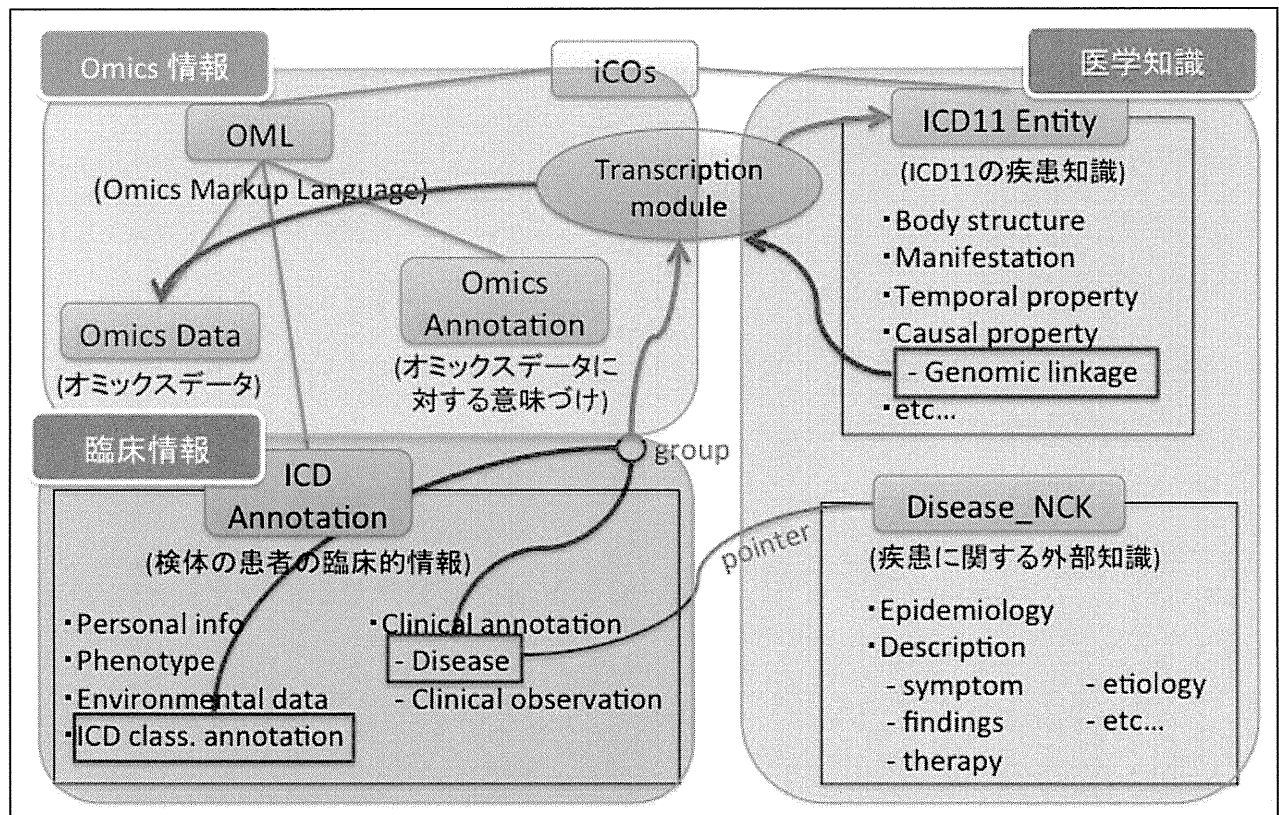 Omics 情報
iCOs
医学知識
OML
(Omics Markup Language)
Transcription
module
ICD11 Entity
(ICD11の疾患知識)
・Body structure
・Manifestation
・Temporal property
・Causal property
- Genomic linkage
・etc...
Omics Data
(オミックスデータ)
Omics
Annotation
(オミックスデータに
対する意味づけ)
臨床情報
group
ICD
Annotation
(検体の患者の臨床的情報)
・Personal info
・Phenotype
・Environmental data
・ICD class. annotation
・Clinical annotation
- Disease
- Clinical observation
pointer
Disease_NCK
(疾患に関する外部知識)
・Epidemiology
・Description
- symptom
- findings
- therapy
- etiology
- etc...